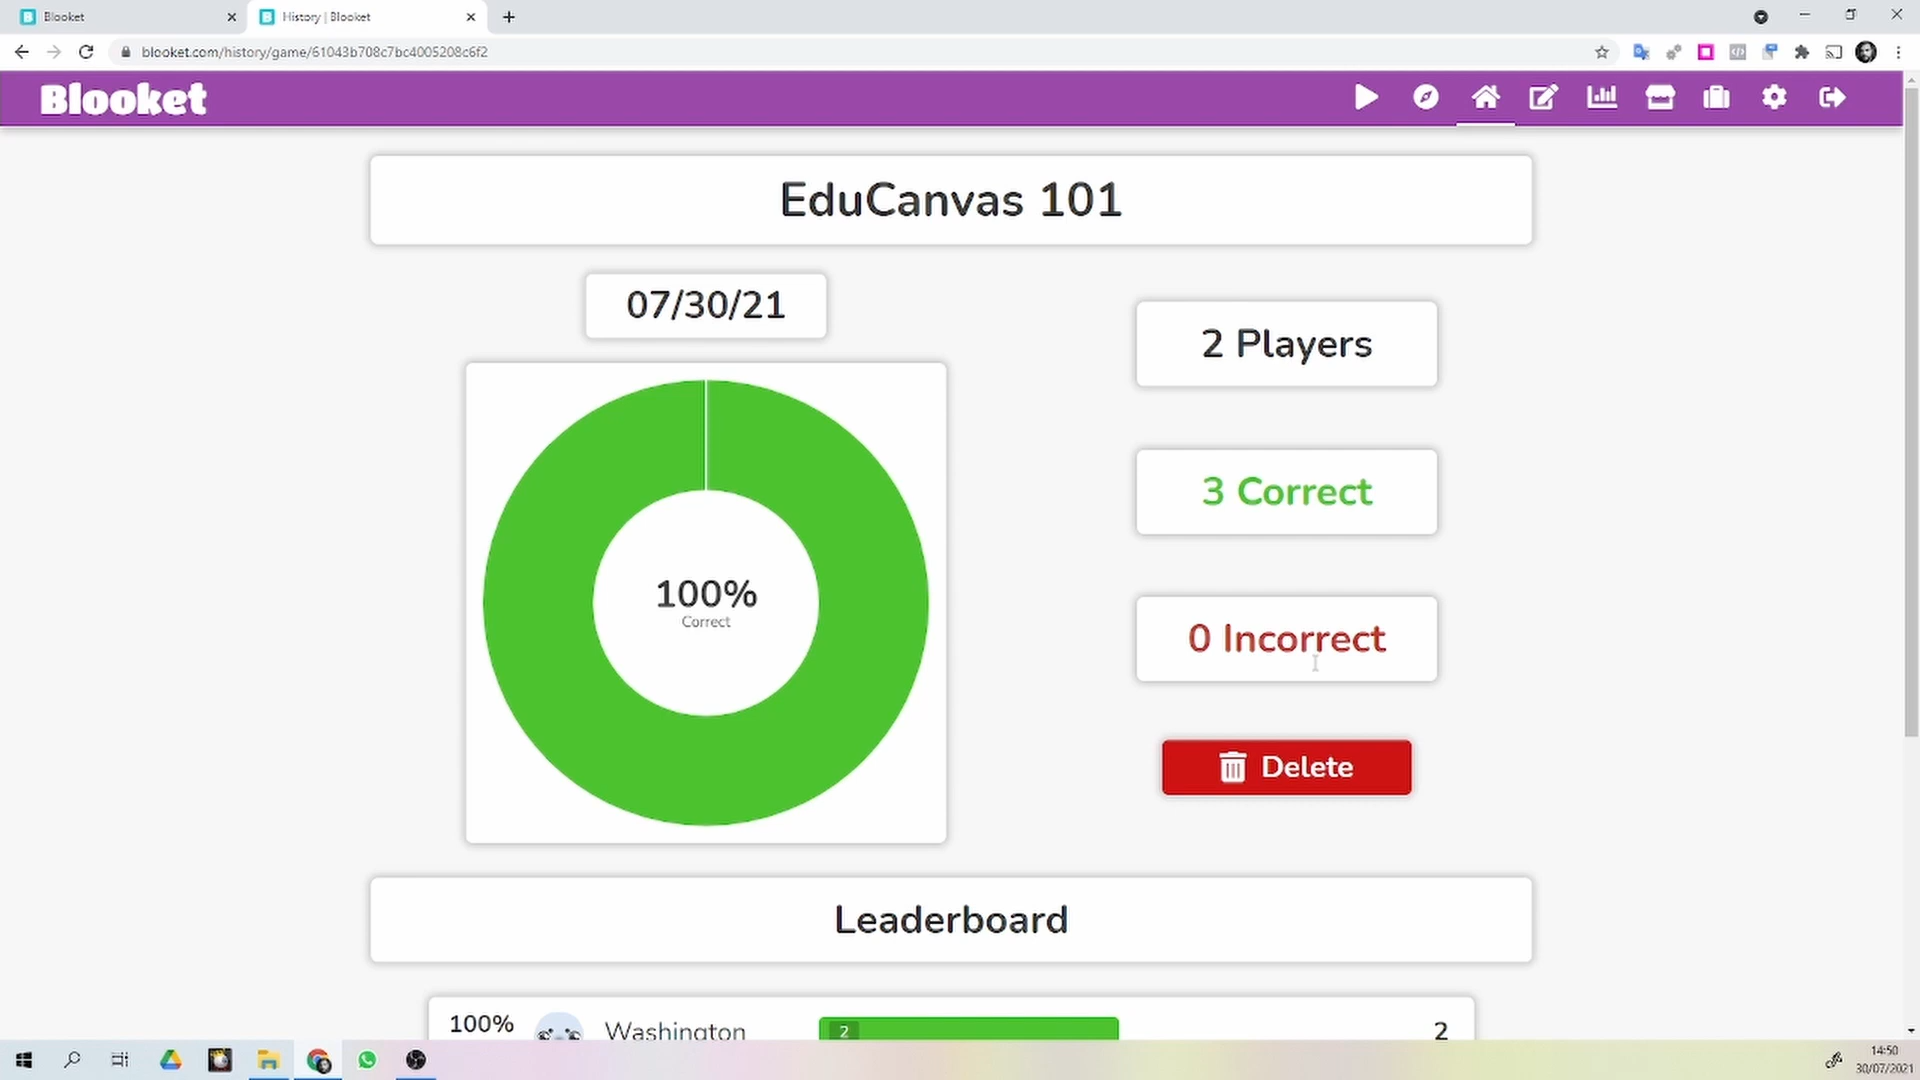 Blooket
History | Blooket
blooket.com/history/game/61043b708c7bc4005208c6f2
Blooket
EduCanvas 101
07/30/21
2 Players
3 Correct
100%
Correct
0 Incorrect
Delete
Leaderboard
100%
Washington
2
2
14:50
30/07/2021